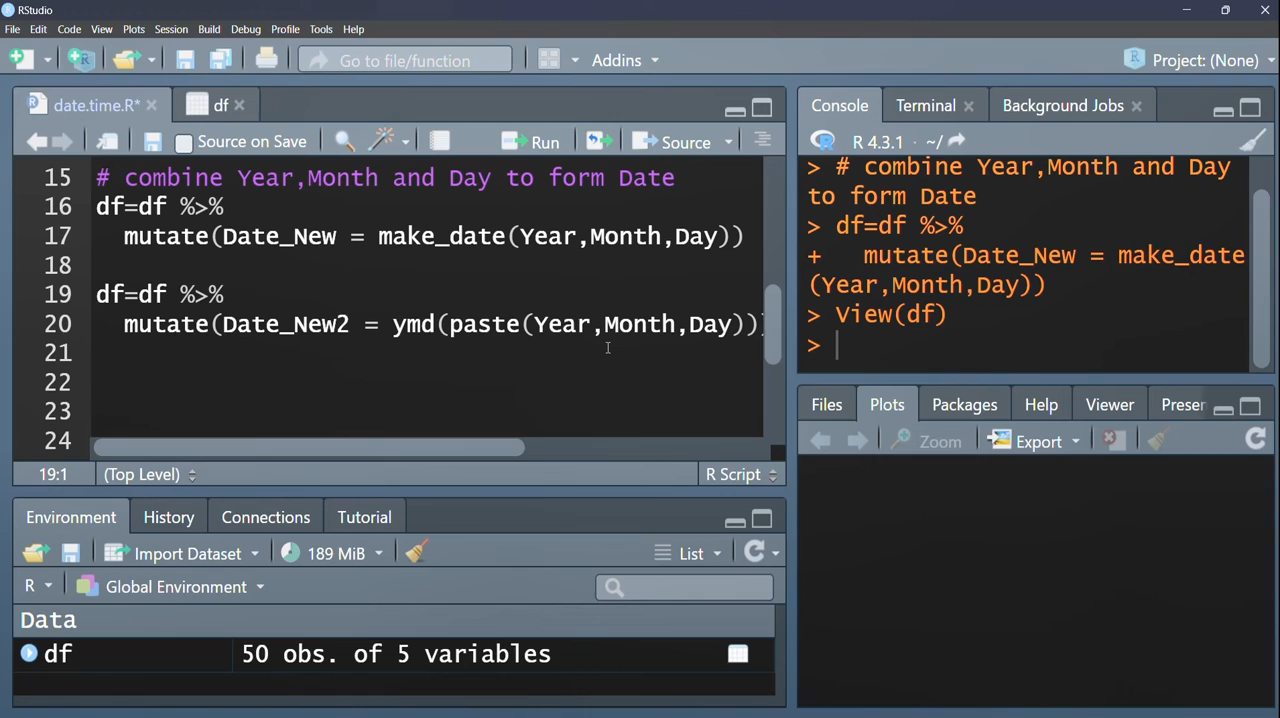 RStudio
File Edit Code View Plots Session Build Debug Profile Tools Help
Go to file/function Addins Project: (None)
date.time.R* df
Source on Save Run Source
15 # combine Year,Month and Day to form Date
16 df=df %>%
17 mutate(Date_New = make_date(Year,Month,Day))
18
19 df=df %>%
20 mutate(Date_New2 = ymd(paste(Year,Month,Day)))
21
22
23
24
19:1 (Top Level) R Script
Console Terminal Background Jobs
R 4.3.1 · ~/
> # combine Year,Month and Day
to form Date
> df=df %>%
+ mutate(Date_New = make_date
(Year,Month,Day))
> View(df)
>
Environment History Connections Tutorial
Import Dataset 189 MiB List
R Global Environment
Data
df 50 obs. of 5 variables
Files Plots Packages Help Viewer Presen
Zoom Export